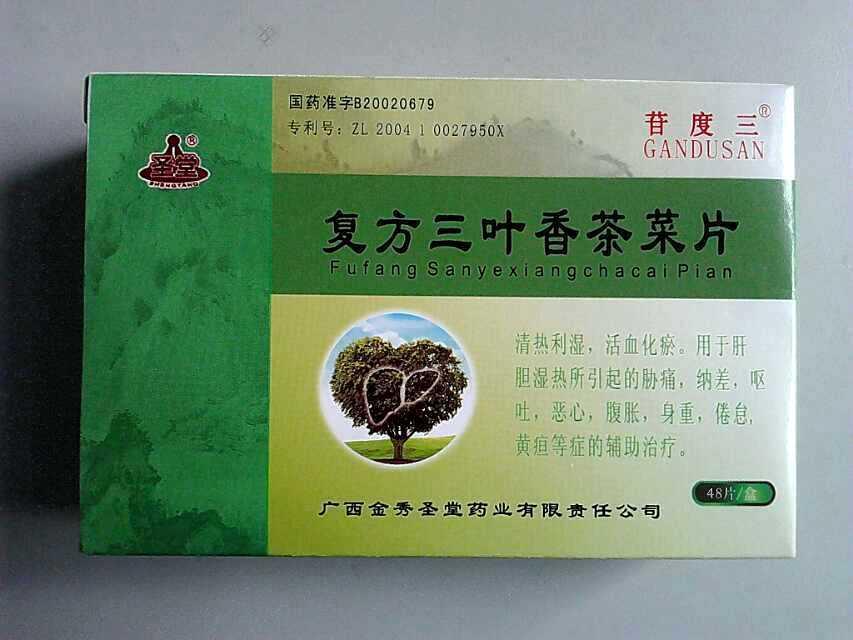 国药准字B20020679
专利号：ZL 2004 1 0027950X
苷度三®
GANDUSAN
圣堂®
SHENGTANG
复方三叶香茶菜片
Fufang Sanyexiangchacai Pian
清热利湿，活血化瘀。用于肝
胆湿热所引起的胁痛，纳差，呕
吐，恶心，腹胀，身重，倦怠，
黄疸等症的辅助治疗。
48片/盒
广西金秀圣堂药业有限责任公司